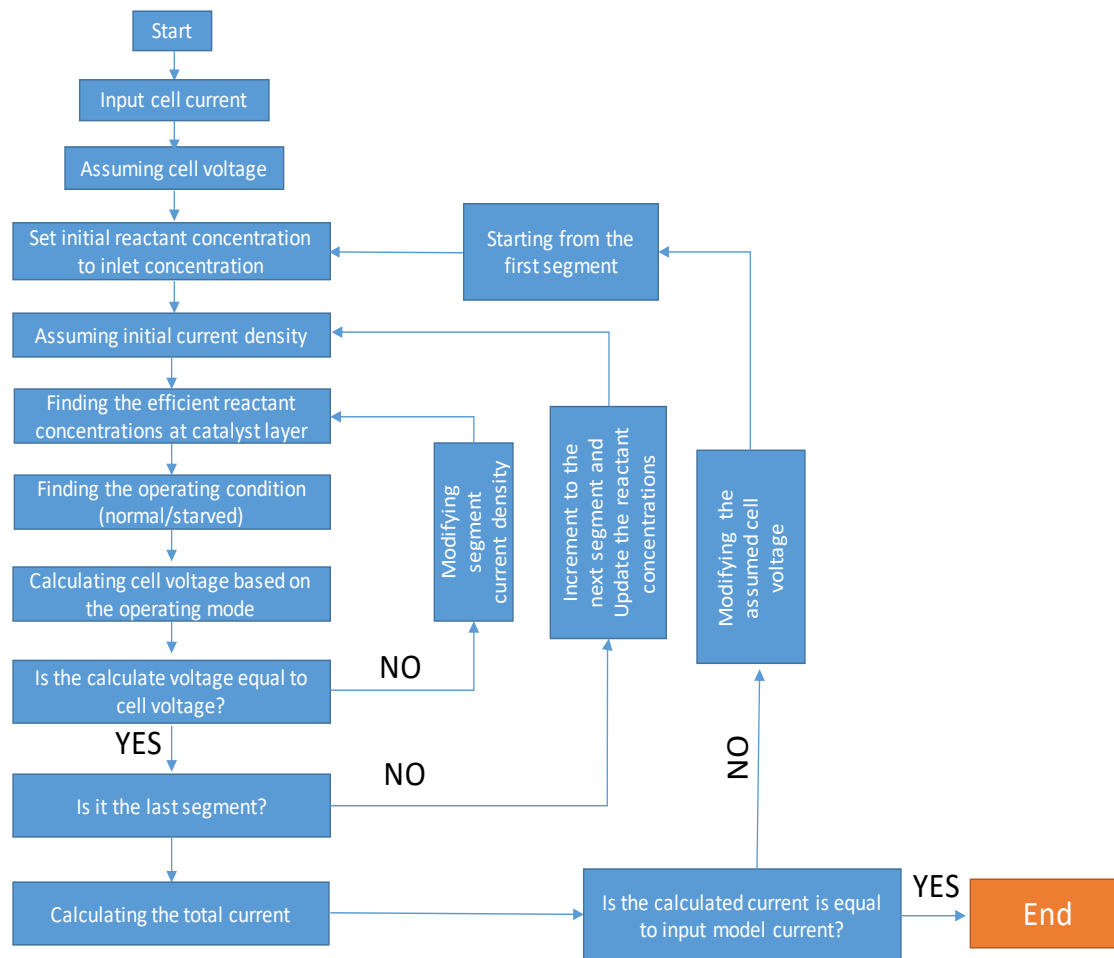 Start
Input cell current
Assuming cell voltage
Set initial reactant concentration
to inlet concentration
Starting from the
first segment
Assuming initial current density
Finding the efficient reactant
concentrations at catalyst layer
Modifying
segment
current density
Increment to the
next segment and
Update the reactant
concentrations
Modifying the
assumed cell
voltage
Finding the operating condition
(normal/starved)
Calculating cell voltage based on
the operating mode
Is the calculate voltage equal to
cell voltage?
NO
YES
NO
NO
Is it the last segment?
Calculating the total current
Is the calculated current is equal
to input model current?
YES
End